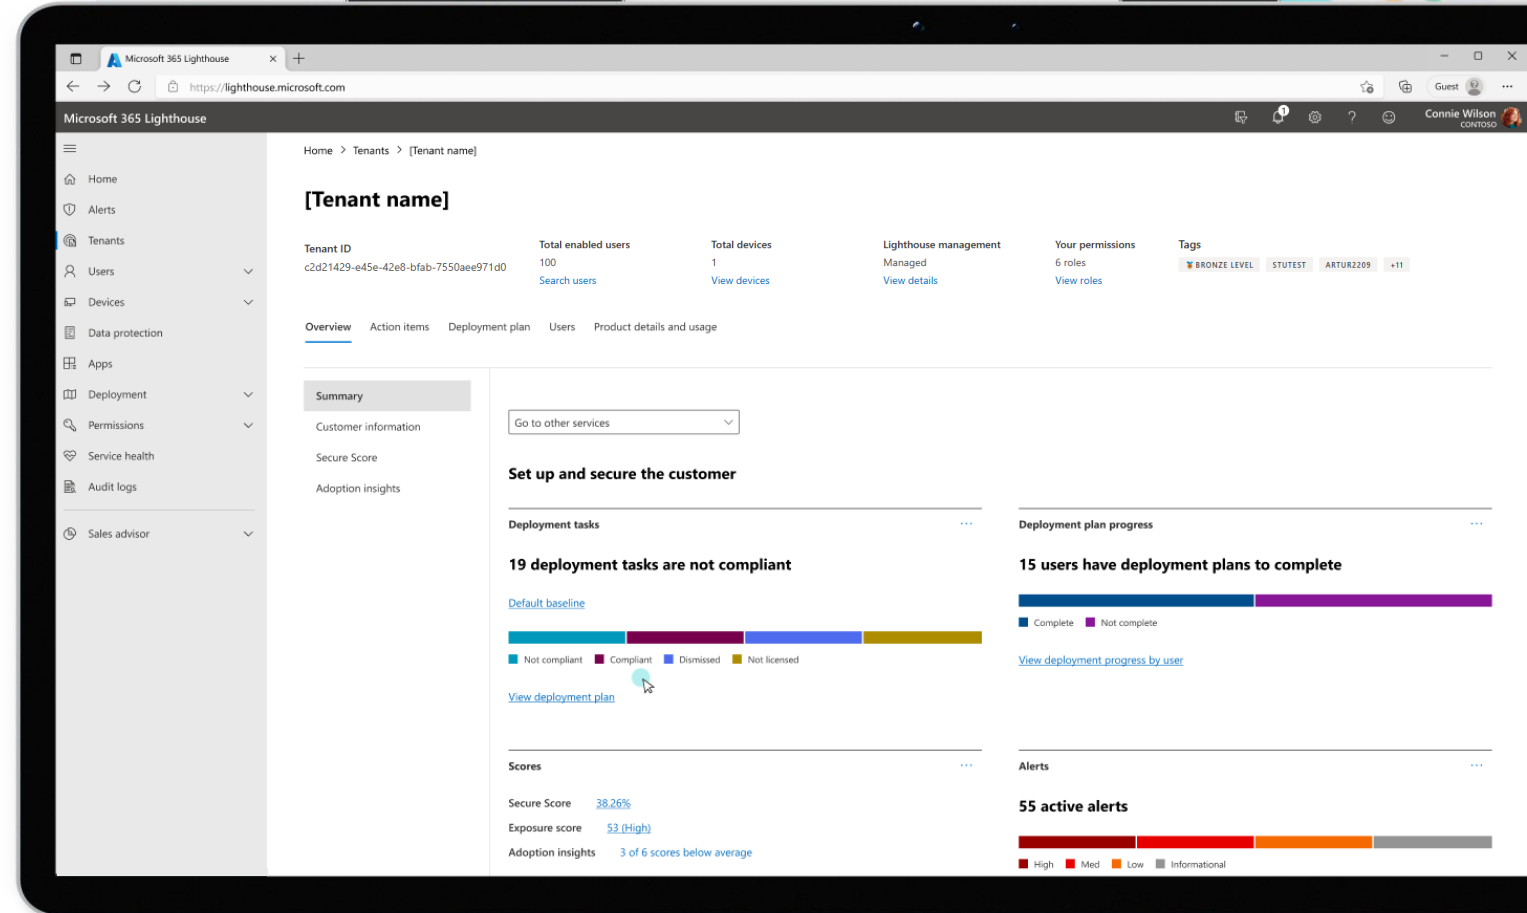 Microsoft 365 Lighthouse
https://lighthouse.microsoft.com
Guest
Microsoft 365 Lighthouse
1
Connie Wilson
CONTOSO
Home
Alerts
Tenants
Users
Devices
Data protection
Apps
Deployment
Permissions
Service health
Audit logs
Sales advisor
Home > Tenants > [Tenant name]
[Tenant name]
Tenant ID
c2d21429-e45e-42e8-bfab-7550aee971d0
Total enabled users
100
Search users
Total devices
1
View devices
Lighthouse management
Managed
View details
Your permissions
6 roles
View roles
Tags
BRONZE LEVEL STUTEST ARTUR2209 +11
Overview Action items Deployment plan Users Product details and usage
Summary
Customer information
Secure Score
Adoption insights
Go to other services
Set up and secure the customer
Deployment tasks
19 deployment tasks are not compliant
Default baseline
Not compliant Compliant Dismissed Not licensed
View deployment plan
Deployment plan progress
15 users have deployment plans to complete
Complete Not complete
View deployment progress by user
Scores
Secure Score 38.26%
Exposure score 53 (High)
Adoption insights 3 of 6 scores below average
Alerts
55 active alerts
High Med Low Informational